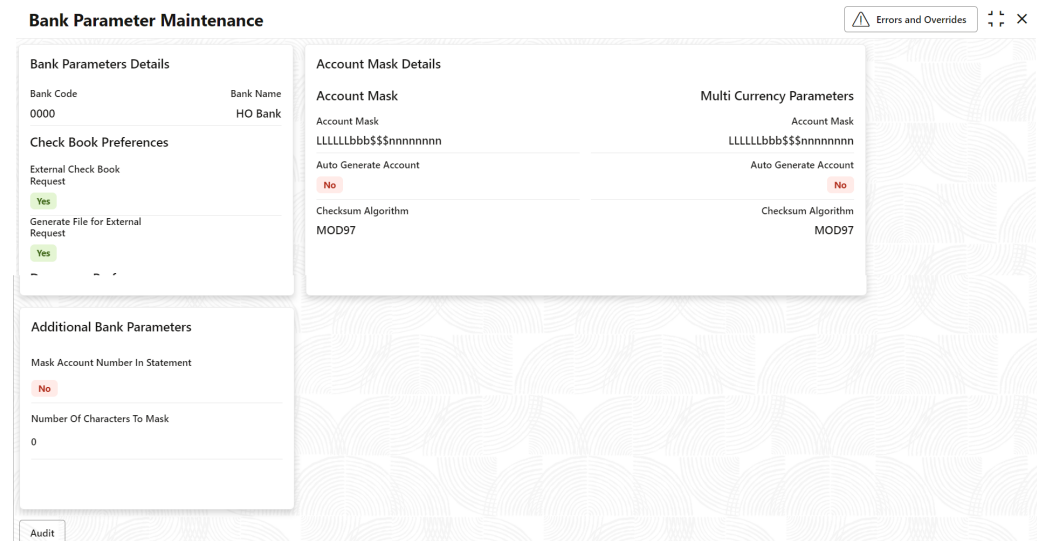 Bank Parameter Maintenance
Errors and Overrides
Bank Parameters Details
Bank Code
Bank Name
0000
HO Bank
Check Book Preferences
External Check Book
Request
Yes
Generate File for External
Request
Yes
Account Mask Details
Account Mask
Multi Currency Parameters
Account Mask
Account Mask
LLLLLLbbb$$$nnnnnnnn
LLLLLLbbb$$$nnnnnnnn
Auto Generate Account
Auto Generate Account
No
No
Checksum Algorithm
Checksum Algorithm
MOD97
MOD97
Additional Bank Parameters
Mask Account Number In Statement
No
Number Of Characters To Mask
0
Audit